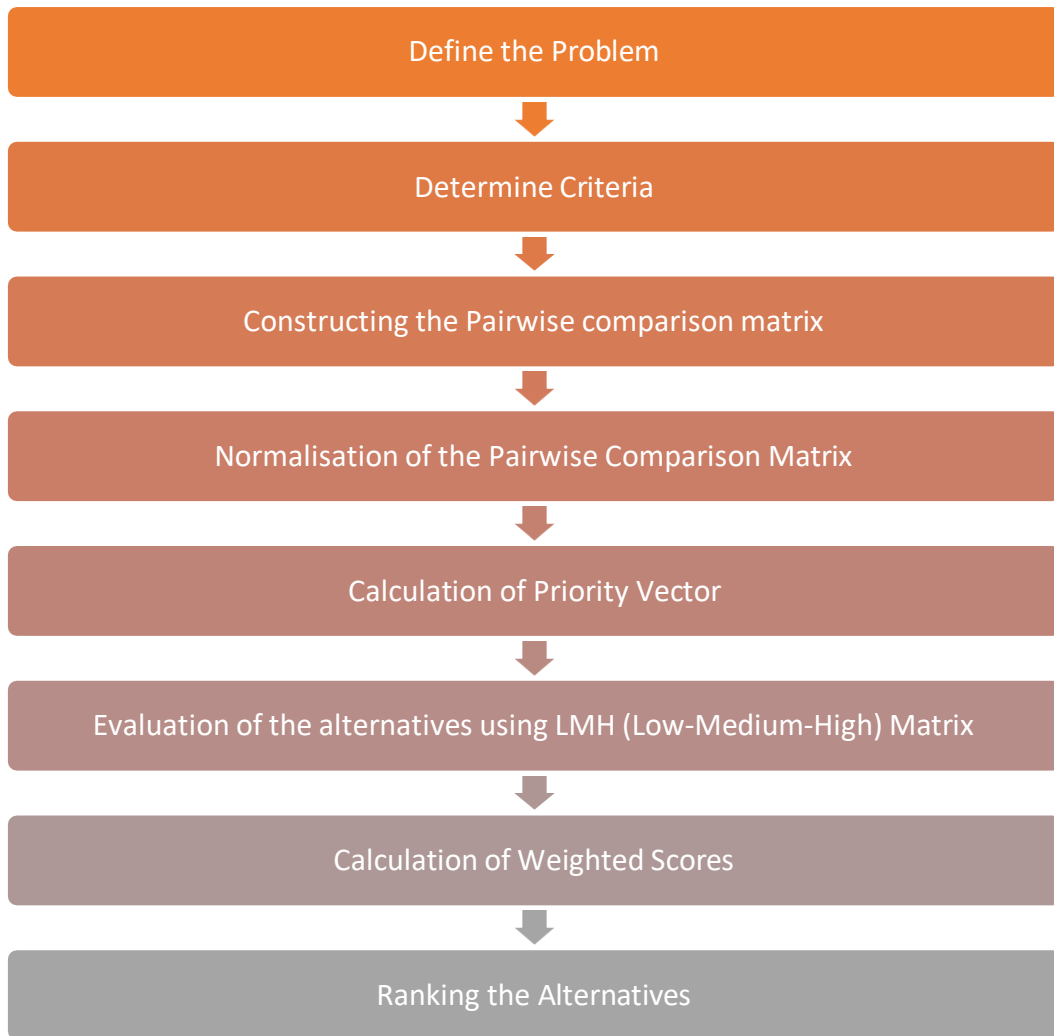 Define the Problem
Determine Criteria
Constructing the Pairwise comparison matrix
Normalisation of the Pairwise Comparison Matrix
Calculation of Priority Vector
Evaluation of the alternatives using LMH (Low-Medium-High) Matrix
Calculation of Weighted Scores
Ranking the Alternatives